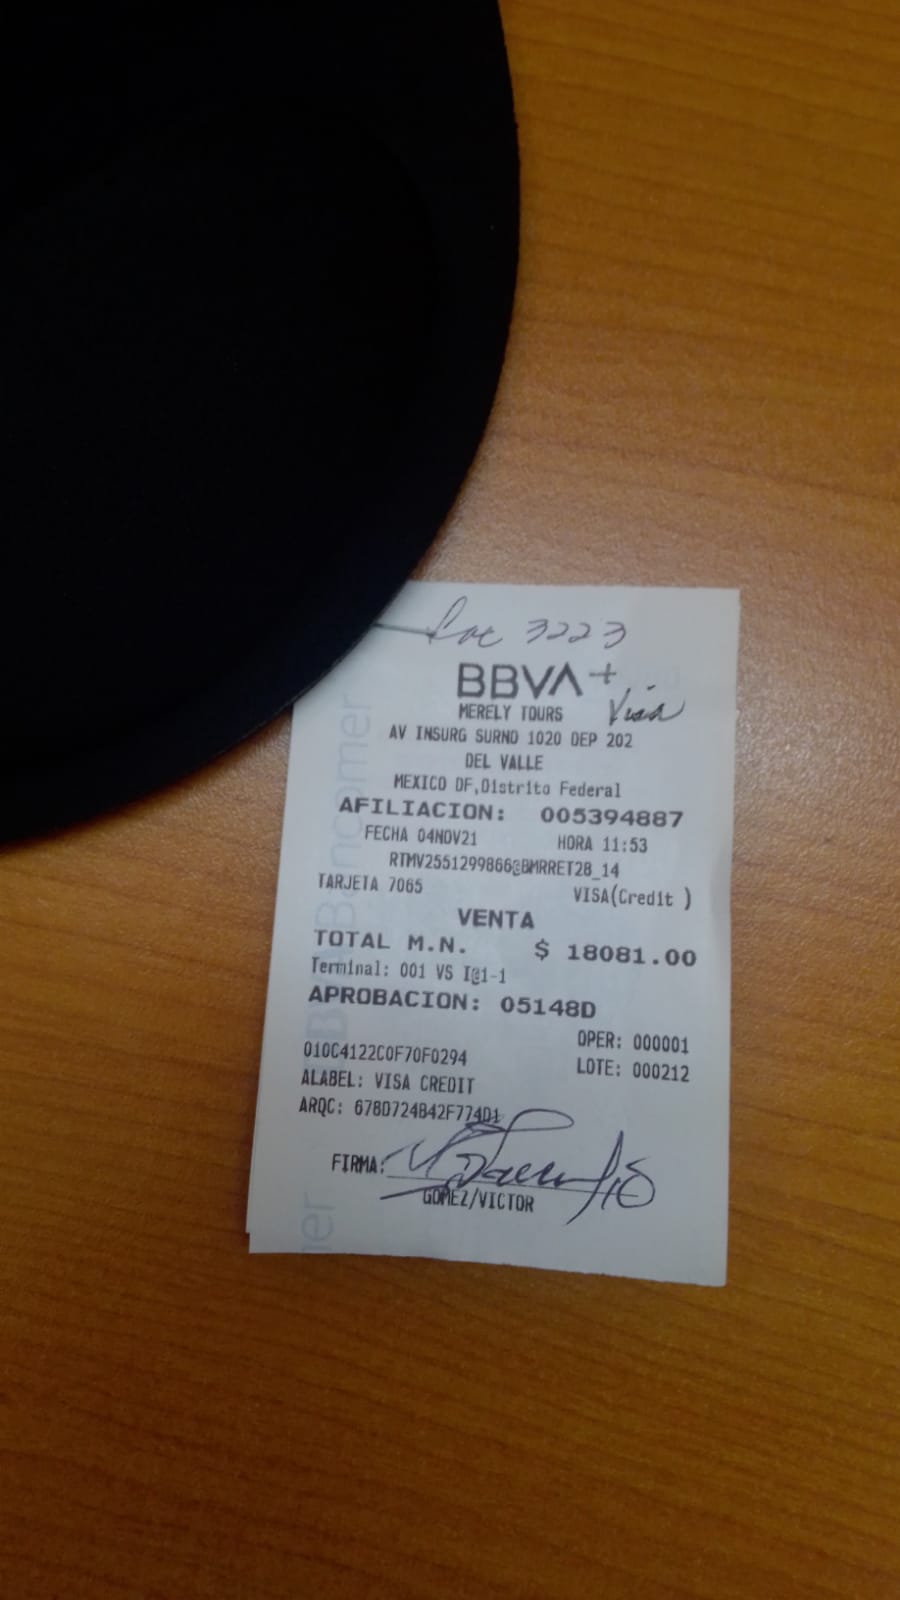 Loc 3223
BBVA+
Visa
MERELY TOURS
AV INSURG SURNO 1020 DEP 202
DEL VALLE
MEXICO DF,Distrito Federal
AFILIACION: 005394887
FECHA 04NOV21 HORA 11:53
RTMV2551299866@BMRRET28_14
TARJETA 7065 VISA(Credit )
VENTA
TOTAL M.N. $ 18081.00
Terminal: 001 VS I@1-1
APROBACION: 05148D
OPER: 000001
010C4122C0F70F0294
LOTE: 000212
ALABEL: VISA CREDIT
ARQC: 678D724B42F774D1
FIRMA:
GOMEZ/VICTOR